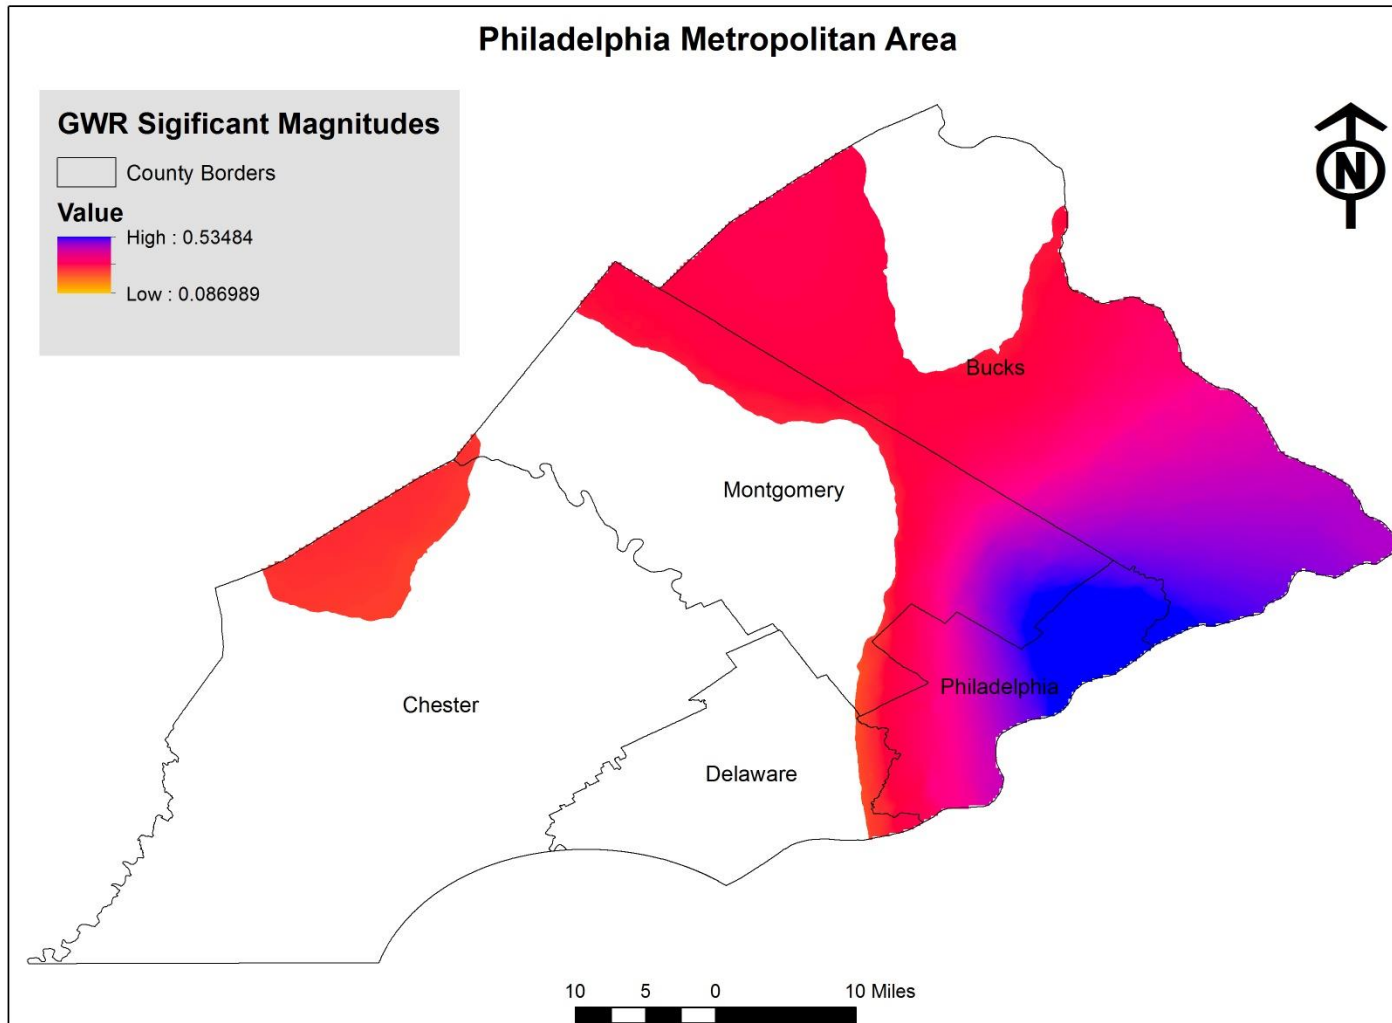 Philadelphia Metropolitan Area
GWR Sigificant Magnitudes
County Borders
Value
High : 0.53484
Low : 0.086989
N
Bucks
Montgomery
Philadelphia
Chester
Delaware
10 5 0 10 Miles